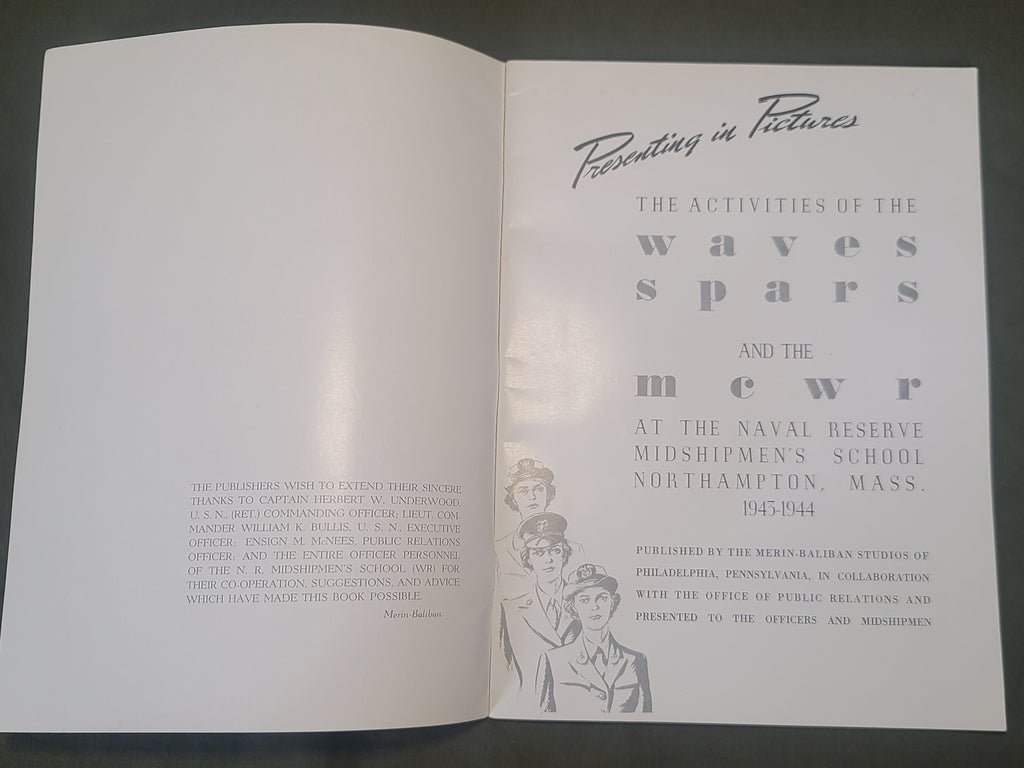 THE PUBLISHERS WISH TO EXTEND THEIR SINCERE
THANKS TO CAPTAIN HERBERT W. UNDERWOOD,
U. S. N., (RET.) COMMANDING OFFICER; LIEUT. COM-
MANDER WILLIAM K. BULLIS, U. S. N., EXECUTIVE
OFFICER; ENSIGN M. McNEES, PUBLIC RELATIONS
OFFICER; AND THE ENTIRE OFFICER PERSONNEL
OF THE N. R. MIDSHIPMEN'S SCHOOL (WR) FOR
THEIR CO-OPERATION, SUGGESTIONS, AND ADVICE
WHICH HAVE MADE THIS BOOK POSSIBLE.
Merin-Baliban.
Presenting in Pictures
THE ACTIVITIES OF THE
waves
spars
AND THE
mcwr
AT THE NAVAL RESERVE
MIDSHIPMEN'S SCHOOL
NORTHAMPTON, MASS.
1943-1944
PUBLISHED BY THE MERIN-BALIBAN STUDIOS OF
PHILADELPHIA, PENNSYLVANIA, IN COLLABORATION
WITH THE OFFICE OF PUBLIC RELATIONS AND
PRESENTED TO THE OFFICERS AND MIDSHIPMEN